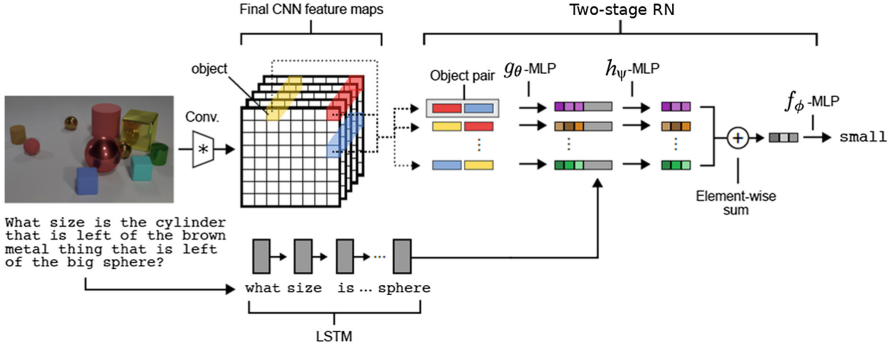 Final CNN feature maps
Two-stage RN
object
Object pair
gθ-MLP
hψ-MLP
fϕ-MLP
Conv.
*
+
small
Element-wise
sum
What size is the cylinder
that is left of the brown
metal thing that is left
of the big sphere?
...
what size is ... sphere
LSTM